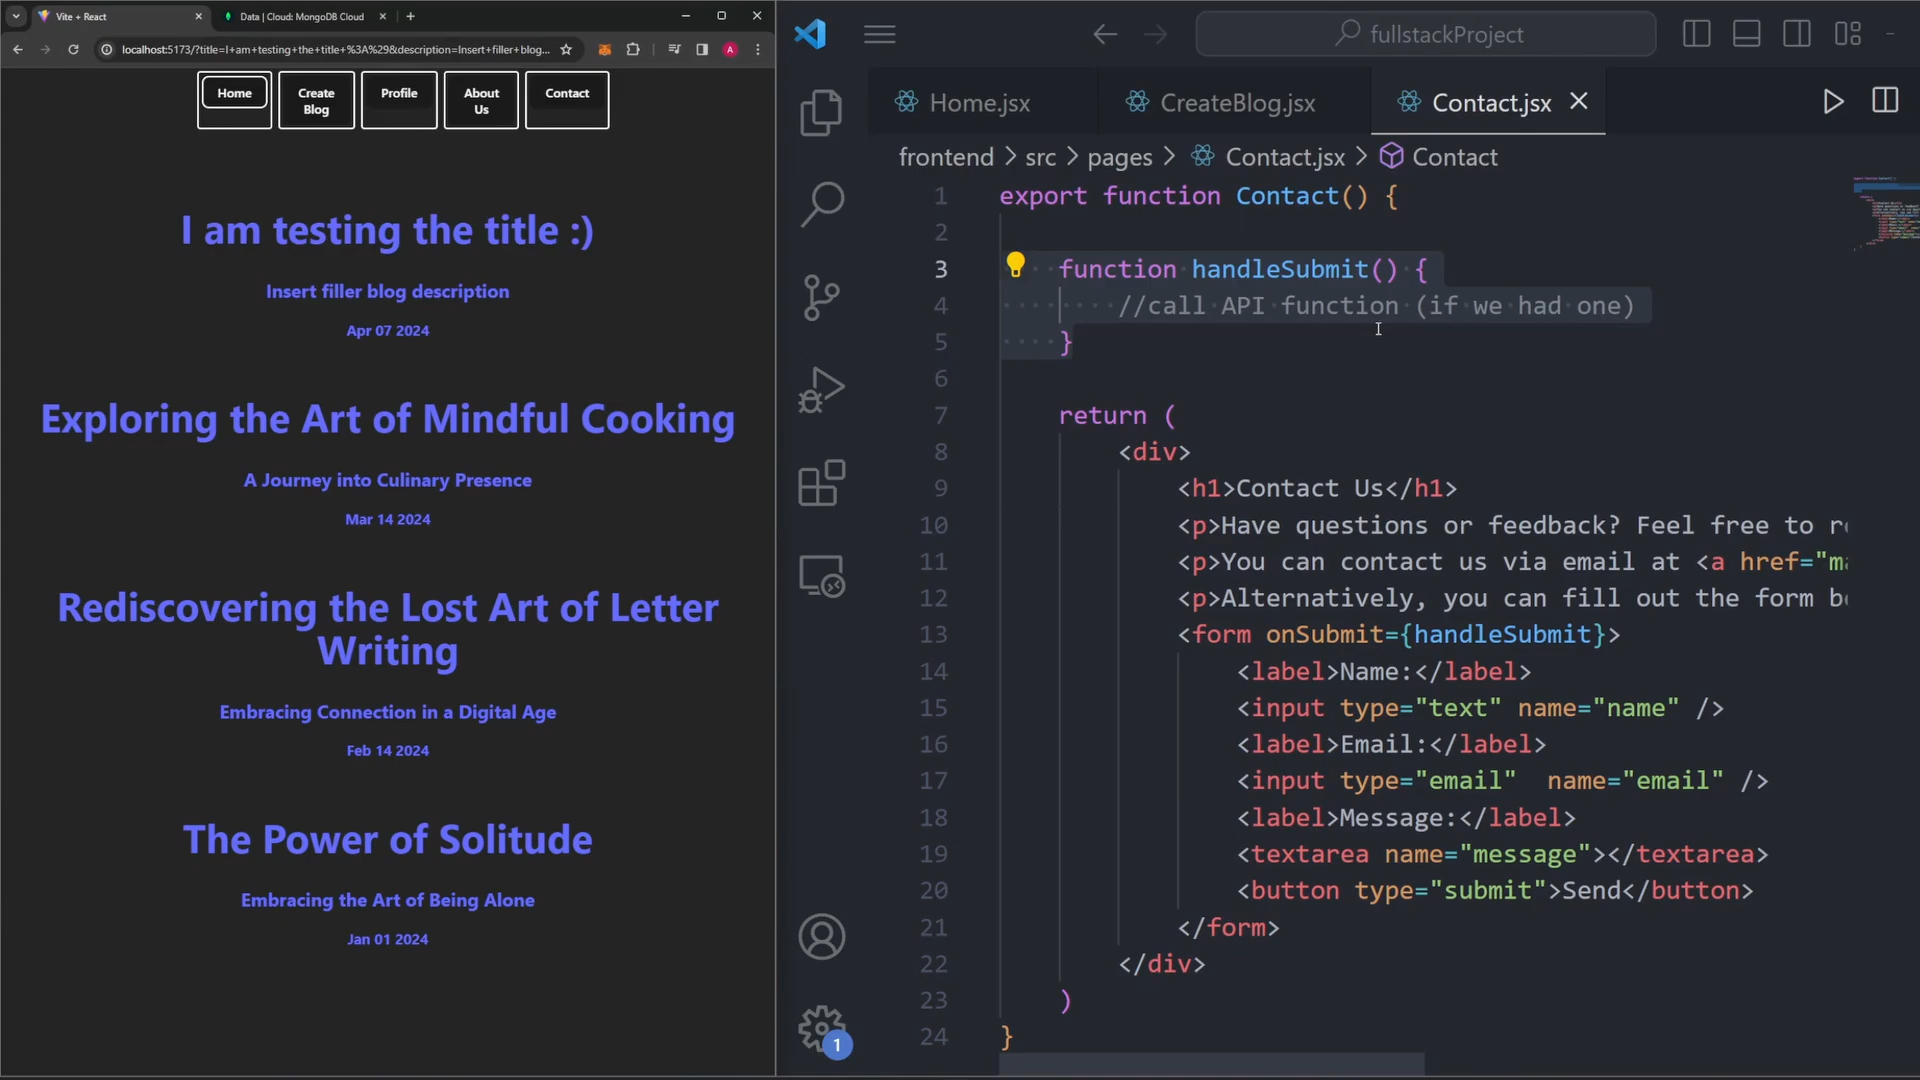 Vite + React
Data | Cloud: MongoDB Cloud
localhost:5173/?title=I+am+testing+the+title+%3A%29&description=Insert+filler+blog...
A
Home
Create
Blog
Profile
About
Us
Contact
I am testing the title :)
Insert filler blog description
Apr 07 2024
Exploring the Art of Mindful Cooking
A Journey into Culinary Presence
Mar 14 2024
Rediscovering the Lost Art of Letter
Writing
Embracing Connection in a Digital Age
Feb 14 2024
The Power of Solitude
Embracing the Art of Being Alone
Jan 01 2024
fullstackProject
Home.jsx
CreateBlog.jsx
Contact.jsx
frontend > src > pages > Contact.jsx > Contact
1 export function Contact() {
2
3 function handleSubmit() {
4 //call API function (if we had one)
5 }
6
7 return (
8 <div>
9 <h1>Contact Us</h1>
10 <p>Have questions or feedback? Feel free to
11 <p>You can contact us via email at <a href="ma
12 <p>Alternatively, you can fill out the form
13 <form onSubmit={handleSubmit}>
14 <label>Name:</label>
15 <input type="text" name="name" />
16 <label>Email:</label>
17 <input type="email"  name="email" />
18 <label>Message:</label>
19 <textarea name="message"></textarea>
20 <button type="submit">Send</button>
21 </form>
22 </div>
23 )
24 }
1